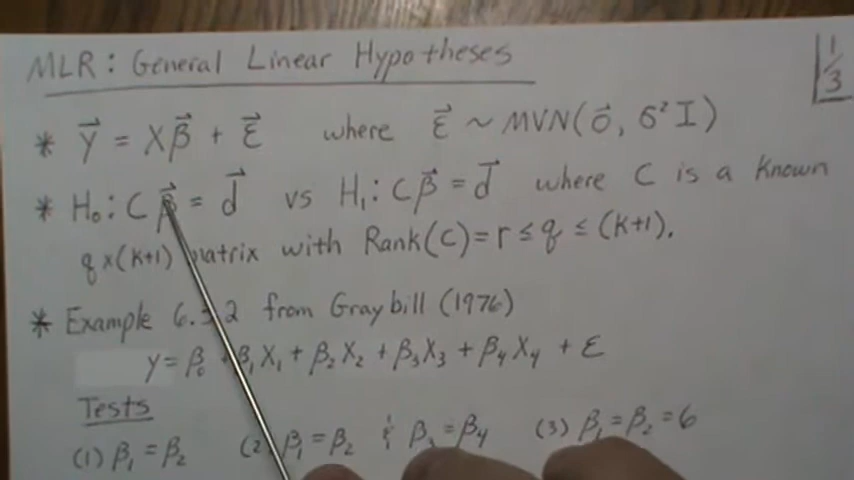 MLR: General Linear Hypotheses
1/3
* Y⃗ = Xβ⃗ + ε⃗ where ε⃗ ~ MVN(0⃗, σ²I)
* H₀: Cβ⃗ = d⃗ vs H₁: Cβ⃗ = d⃗ where C is a known
q×(k+1) matrix with Rank(C)=r ≤ q ≤ (k+1).
* Example 6.3.2 from Graybill (1976)
y = β₀ + β₁X₁ + β₂X₂ + β₃X₃ + β₄X₄ + ε
Tests
(1) β₁ = β₂ (2) β₁ = β₂ & β₃ = β₄ (3) β₁ = β₂ = 6